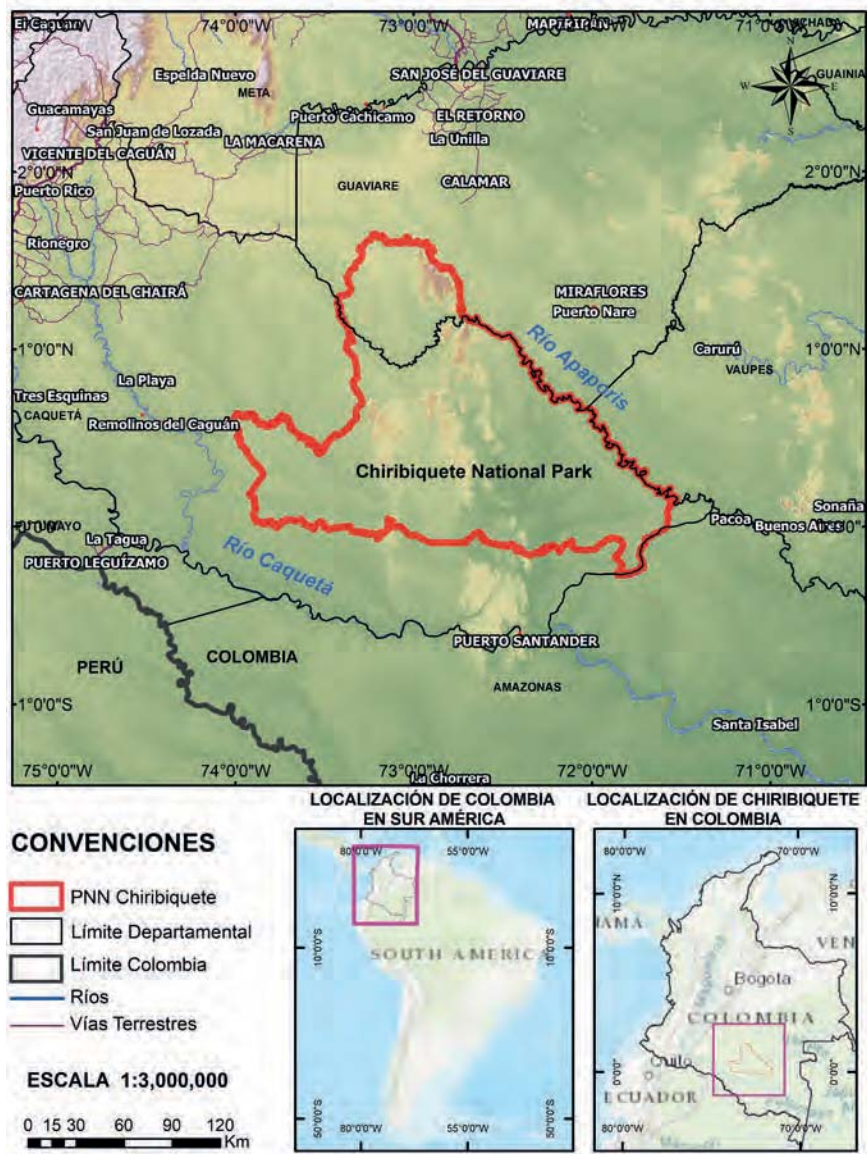 El Caguán
74°0'0"W
73°0'0"W
MAPIRIPÁN
71°0'0"W
N
W
E
S
GUAINIA
Espelda Nuevo
META
SAN JOSÉ DEL GUAVIARE
Guacamayas
Puerto Cachicamo
EL RETORNO
San Juan de Lozada
LA MACARENA
La Unilla
VICENTE DEL CAGUÁN
2°0'0"N
2°0'0"N
Puerto Rico
GUAVIARE
CALAMAR
Rionegro
CARTAGENA DEL CHAIRÁ
MIRAFLORES
Puerto Nare
1°0'0"N
Río Apaporis
Carurú
1°0'0"N
VAUPES
La Playa
Tres Esquinas
CAQUETÁ
Remolinos del Caguán
Chiribiquete National Park
Sonaña
Pacoa
Buenos Aires
La Tagua
PUERTO LEGUÍZAMO
Río Caquetá
PUERTO SANTANDER
PERÚ
COLOMBIA
AMAZONAS
1°0'0"S
1°0'0"S
Santa Isabel
75°0'0"W
74°0'0"W
73°0'0"W
72°0'0"W
71°0'0"W
La Chorrera
CONVENCIONES
PNN Chiribiquete
Límite Departamental
Límite Colombia
Ríos
Vías Terrestres
ESCALA 1:3,000,000
0 15 30 60 90 120
Km
LOCALIZACIÓN DE COLOMBIA
EN SUR AMÉRICA
80°0'0"W
55°0'0"W
10°0'0"S
SOUTH AMERICA
10°0'0"S
50°0'0"S
50°0'0"S
80°0'0"W
55°0'0"W
LOCALIZACIÓN DE CHIRIBIQUETE
EN COLOMBIA
80°0'0"W
70°0'0"W
10°0'0"N
10°0'0"N
VEN
Bogota
COLOMBIA
Quito
0°0'0"
0°0'0"
ECUADOR
80°0'0"W
70°0'0"W